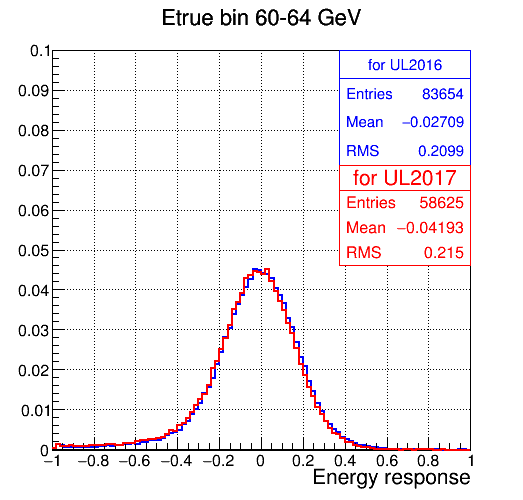 Etrue bin 60-64 GeV
for UL2016
Entries 83654
Mean −0.02709
RMS 0.2099
for UL2017
Entries 58625
Mean −0.04193
RMS 0.215
0.1
0.09
0.08
0.07
0.06
0.05
0.04
0.03
0.02
0.01
0
−1 −0.8 −0.6 −0.4 −0.2 0 0.2 0.4 0.6 0.8 1
Energy response